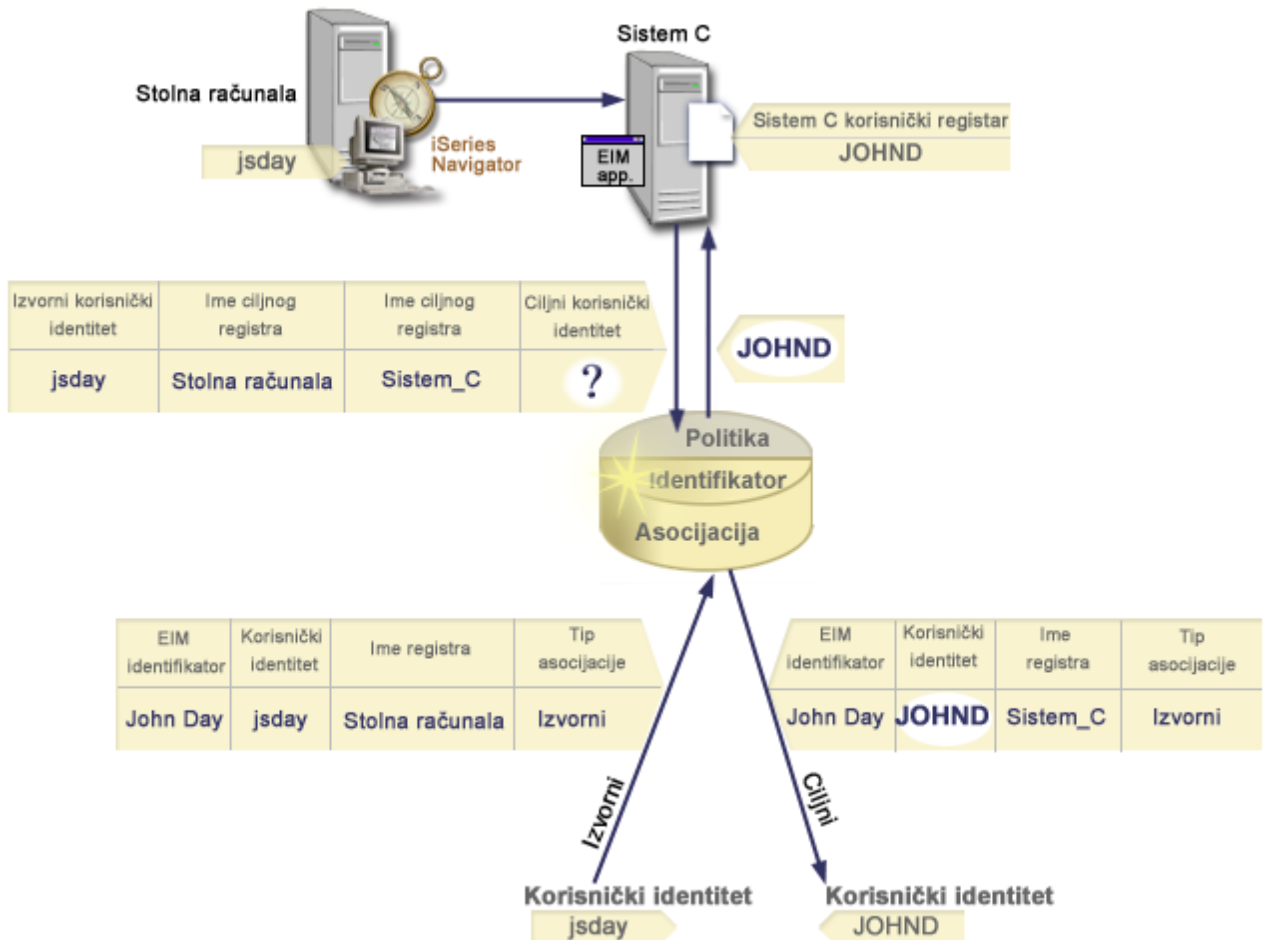 Sistem C
Stolna računala
jsday
iSeries
Navigator
EIM
app.
Sistem C korisnički registar
JOHND
Izvorni korisnički
identitet
Ime ciljnog
registra
Ime ciljnog
registra
Ciljni korisnički
identitet
jsday
Stolna računala
Sistem_C
?
JOHND
Politika
Identifikator
Asocijacija
EIM
identifikator
Korisnički
identitet
Ime registra
Tip
asocijacije
John Day
jsday
Stolna računala
Izvorni
EIM
identifikator
Korisnički
identitet
Ime
registra
Tip
asocijacije
John Day
JOHND
Sistem_C
Izvorni
Izvorni
Ciljni
Korisnički identitet
jsday
Korisnički identitet
JOHND